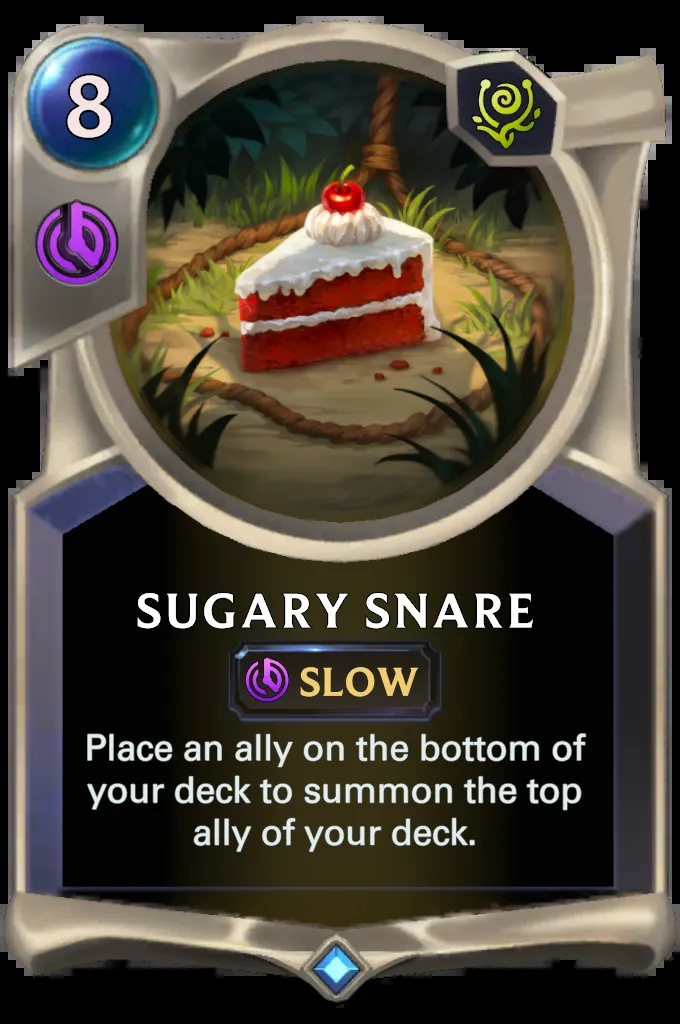 8
SUGARY SNARE
SLOW
Place an ally on the bottom of
your deck to summon the top
ally of your deck.